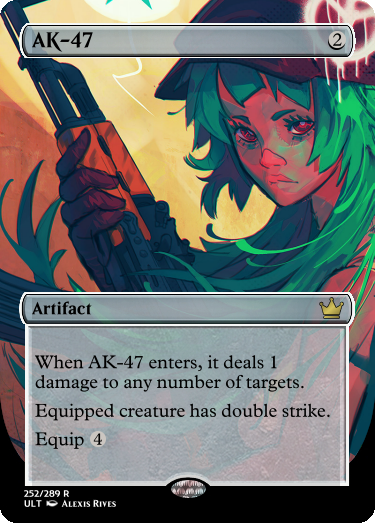 AK-47 2
Artifact
When AK-47 enters, it deals 1
damage to any number of targets.
Equipped creature has double strike.
Equip 4
252/289 R
ULT Alexis Rives